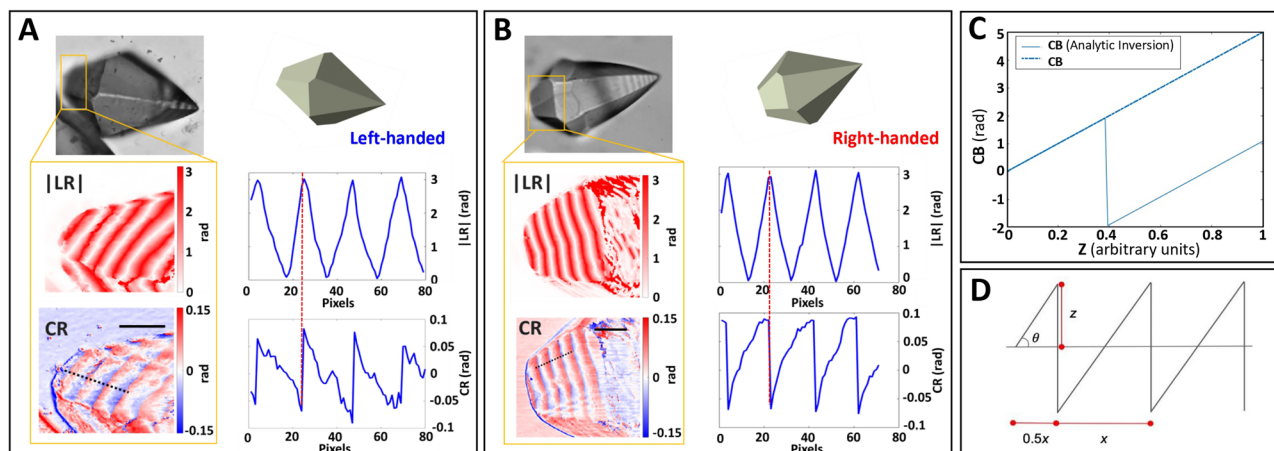 A
Left-handed
|LR|
3
2
1
0
rad
3
2
1
0
|LR| (rad)
0 20 40 60 80
Pixels
CR
0.15
0
-0.15
rad
0.1
0.05
0
-0.05
-0.1
CR (rad)
0 20 40 60 80
Pixels
B
Right-handed
|LR|
3
2
1
0
rad
3
2
1
0
|LR| (rad)
0 20 40 60 80
Pixels
CR
0.15
0
-0.15
rad
0.1
0.05
0
-0.05
-0.1
CR (rad)
0 20 40 60 80
Pixels
C
CB (Analytic Inversion)
CB
5
4
3
2
1
0
-1
-2
CB (rad)
0 0.2 0.4 0.6 0.8 1
Z (arbitrary units)
D
z
θ
0.5x x